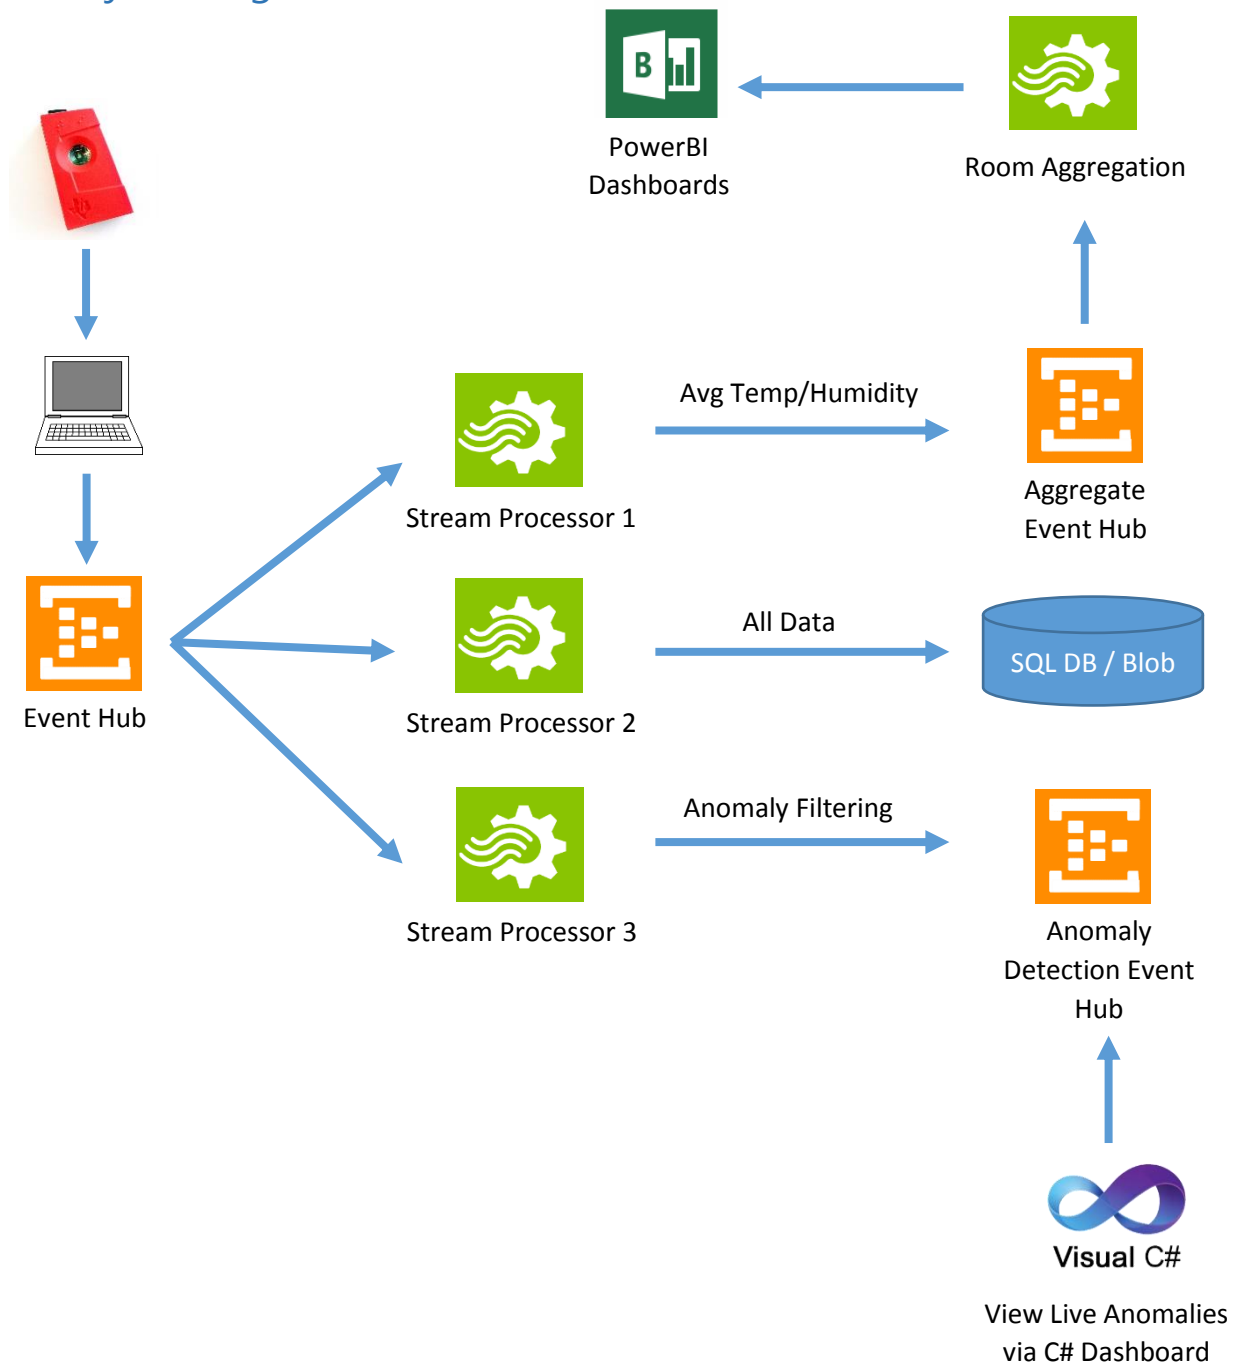 B
PowerBI
Dashboards
Room Aggregation
Avg Temp/Humidity
Stream Processor 1
Aggregate
Event Hub
All Data
SQL DB / Blob
Event Hub
Stream Processor 2
Anomaly Filtering
Stream Processor 3
Anomaly
Detection Event
Hub
Visual C#
View Live Anomalies
via C# Dashboard